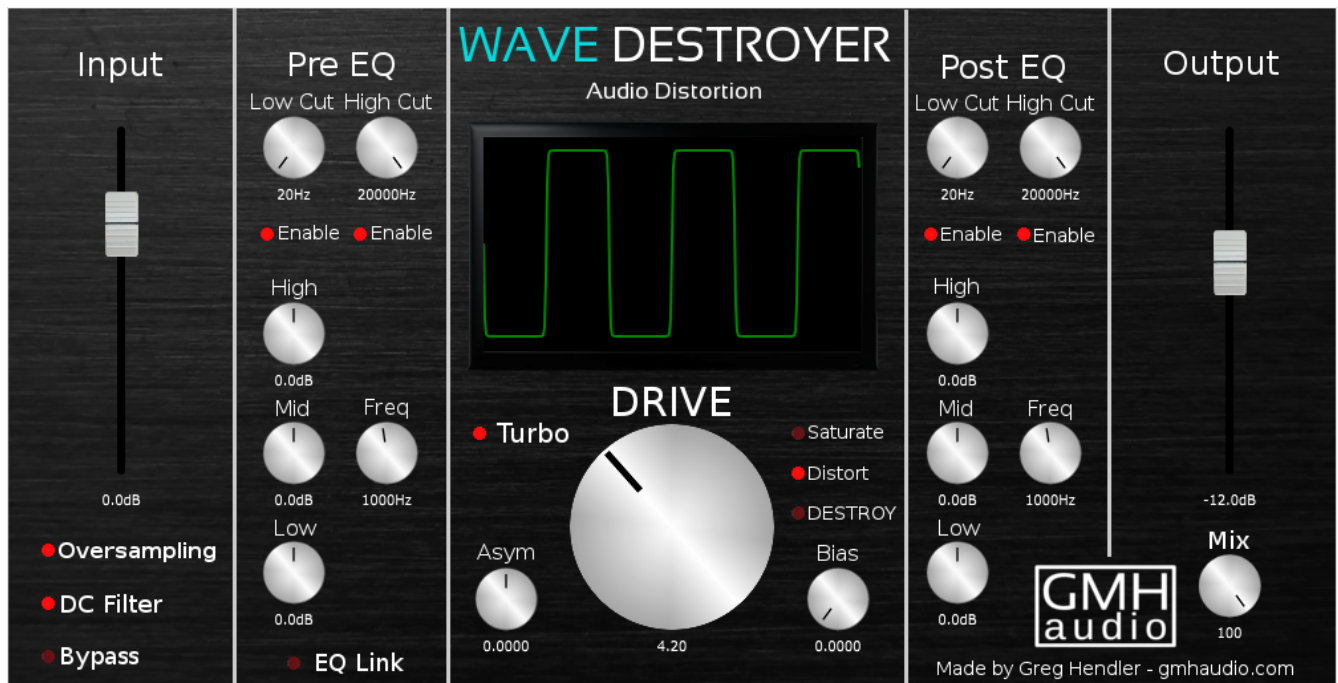 Input
0.0dB
Oversampling
DC Filter
Bypass
Pre EQ
Low Cut High Cut
20Hz 20000Hz
Enable Enable
High
0.0dB
Mid Freq
0.0dB 1000Hz
Low
0.0dB
EQ Link
WAVE DESTROYER
Audio Distortion
DRIVE
Turbo
Saturate
Distort
DESTROY
Asym
0.0000
4.20
Bias
0.0000
Post EQ
Low Cut High Cut
20Hz 20000Hz
Enable Enable
High
0.0dB
Mid Freq
0.0dB 1000Hz
Low
0.0dB
Output
-12.0dB
Mix
100
GMH
audio
Made by Greg Hendler - gmhaudio.com